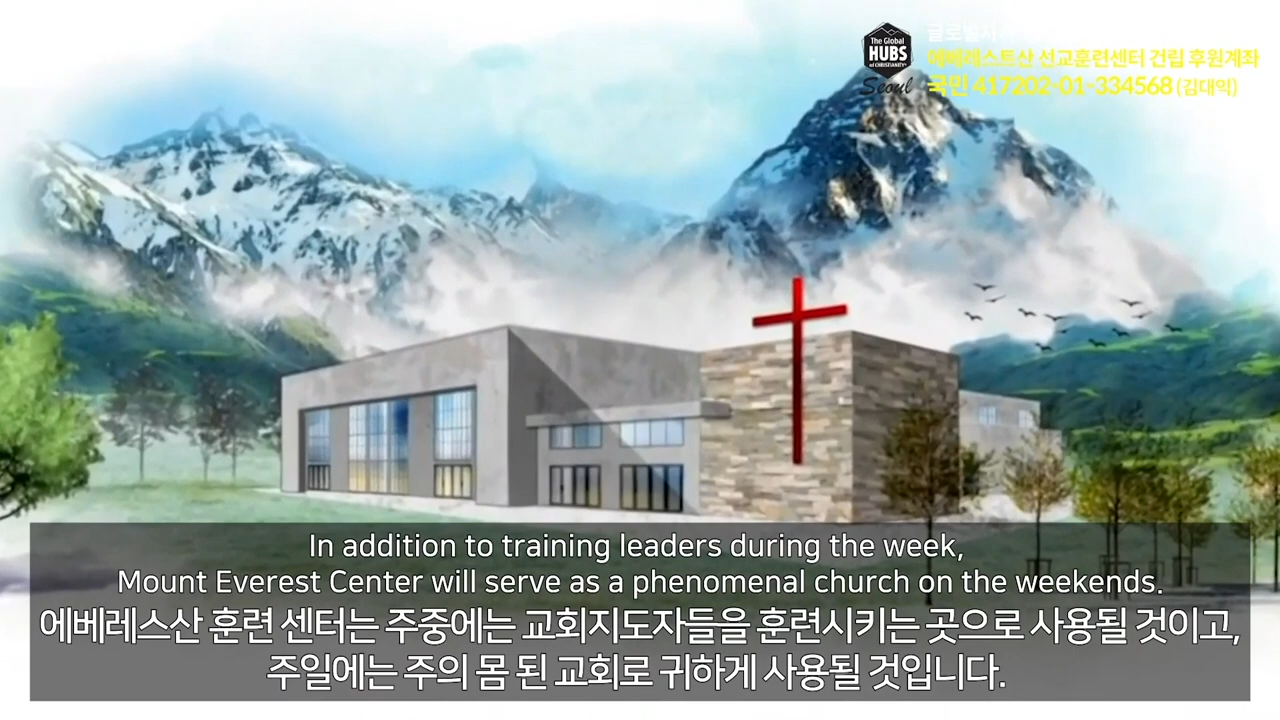 The Global
HUBS
of CHRISTIANITY
Seoul
에베레스트산 선교훈련센터 건립 후원계좌
국민 417202-01-334568 (김대억)
In addition to training leaders during the week,
Mount Everest Center will serve as a phenomenal church on the weekends.
에베레스산 훈련 센터는 주중에는 교회지도자들을 훈련시키는 곳으로 사용될 것이고,
주일에는 주의 몸 된 교회로 귀하게 사용될 것입니다.